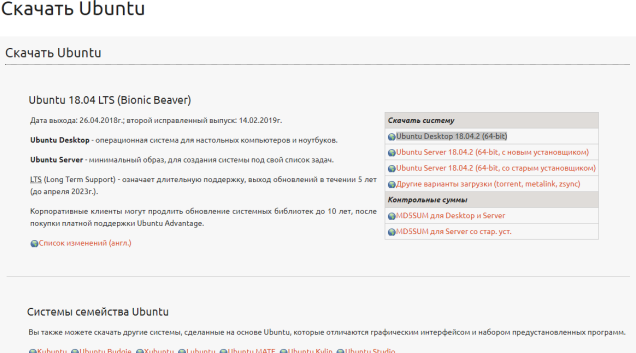 Скачать Ubuntu
Скачать Ubuntu
Ubuntu 18.04 LTS (Bionic Beaver)
Дата выхода: 26.04.2018г.; второй исправленный выпуск: 14.02.2019г.
Ubuntu Desktop - операционная система для настольных компьютеров и ноутбуков.
Ubuntu Server - минимальный образ, для создания системы под свой список задач.
LTS (Long Term Support) - означает длительную поддержку, выход обновлений в течении 5 лет
(до апреля 2023г.).
Корпоративные клиенты могут продлить обновление системных библиотек до 10 лет, после
покупки платной поддержки Ubuntu Advantage.
Список изменений (англ.)
Скачать систему
Ubuntu Desktop 18.04.2 (64-bit)
Ubuntu Server 18.04.2 (64-bit, с новым установщиком)
Ubuntu Server 18.04.2 (64-bit, со старым установщиком)
Другие варианты загрузки (torrent, metalink, zsync)
Контрольные суммы
MD5SUM для Desktop и Server
MD5SUM для Server со стар. уст.
Системы семейства Ubuntu
Вы также можете скачать другие системы, сделанные на основе Ubuntu, которые отличаются графическим интерфейсом и набором предустановленных программ.
Kubuntu Ubuntu Budgie Xubuntu Lubuntu Ubuntu MATE Ubuntu Kylin Ubuntu Studio